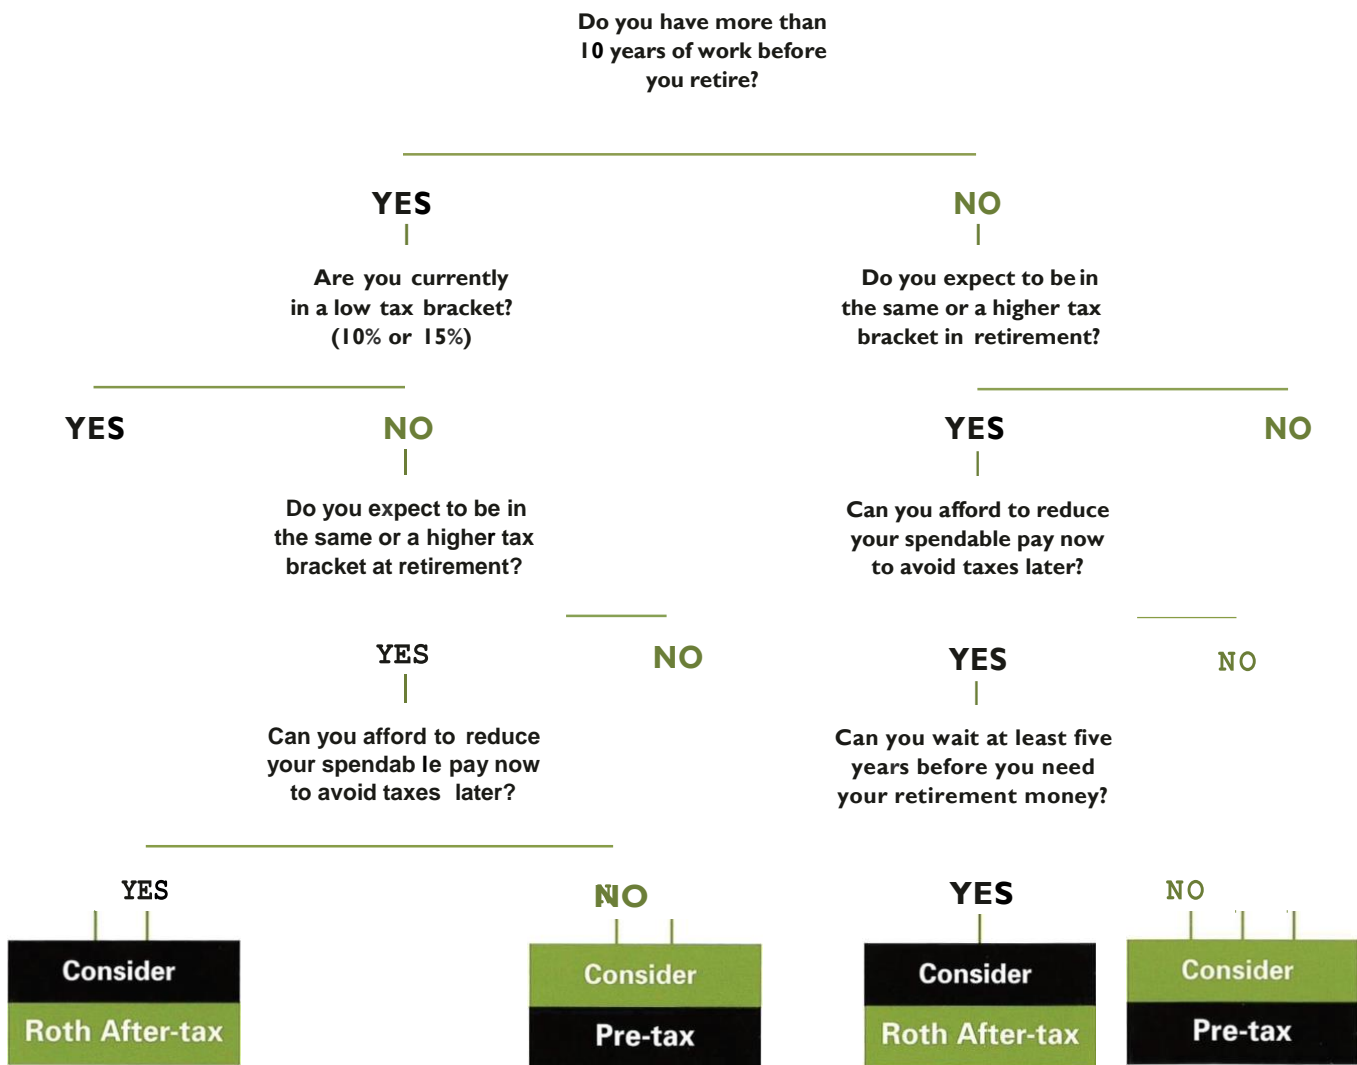 Do you have more than
10 years of work before
you retire?
YES
NO
Are you currently
in a low tax bracket?
(10% or 15%)
Do you expect to be in
the same or a higher tax
bracket in retirement?
YES
NO
YES
NO
Do you expect to be in
the same or a higher tax
bracket at retirement?
Can you afford to reduce
your spendable pay now
to avoid taxes later?
YES
NO
YES
NO
Can you afford to reduce
your spendab le pay now
to avoid taxes later?
Can you wait at least five
years before you need
your retirement money?
YES
NO
YES
NO
Consider
Roth After-tax
Consider
Pre-tax
Consider
Roth After-tax
Consider
Pre-tax